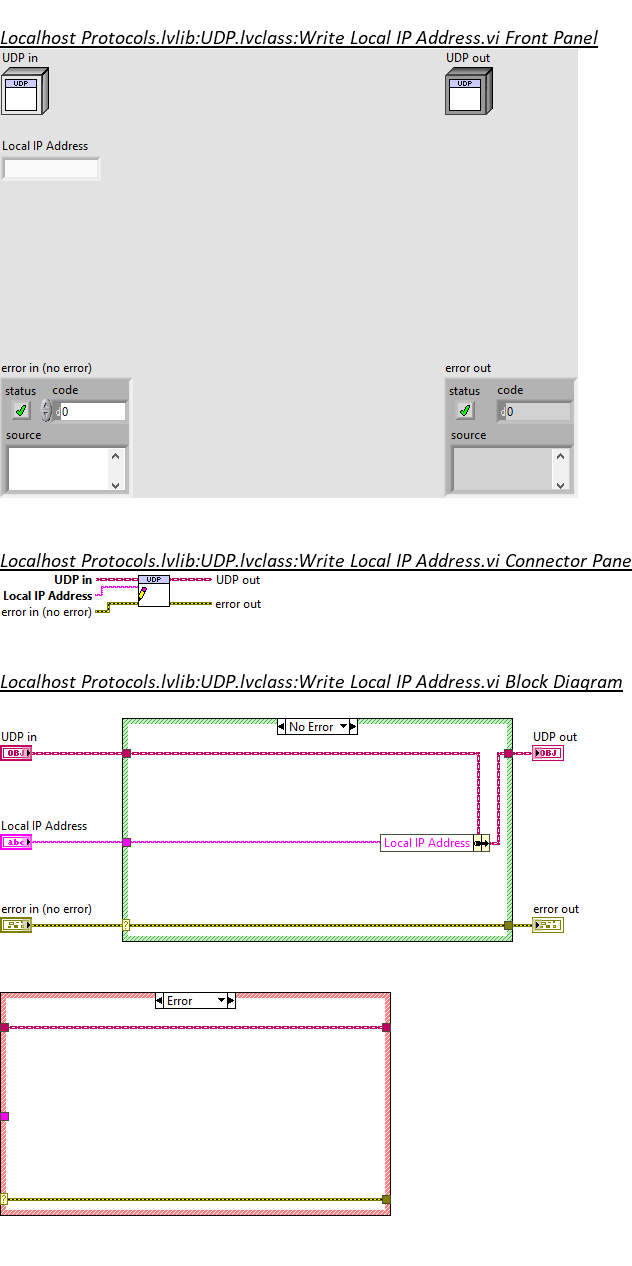 Localhost Protocols.lvlib:UDP.lvclass:Write Local IP Address.vi Front Panel
UDP in UDP out
UDP UDP
Local IP Address
error in (no error) error out
status code status code
d 0 d 0
source source
Localhost Protocols.lvlib:UDP.lvclass:Write Local IP Address.vi Connector Pane
UDP in UDP UDP out
Local IP Address
error in (no error) error out
Localhost Protocols.lvlib:UDP.lvclass:Write Local IP Address.vi Block Diagram
No Error
UDP in UDP out
OBJ OBJ
Local IP Address
abc Local IP Address
error in (no error) error out
?
Error
?